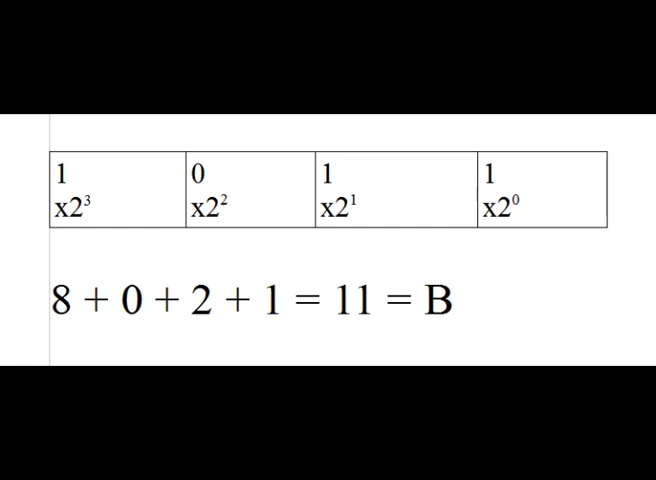 1 0 1 1
x2³ x2² x2¹ x2⁰
8 + 0 + 2 + 1 = 11 = B